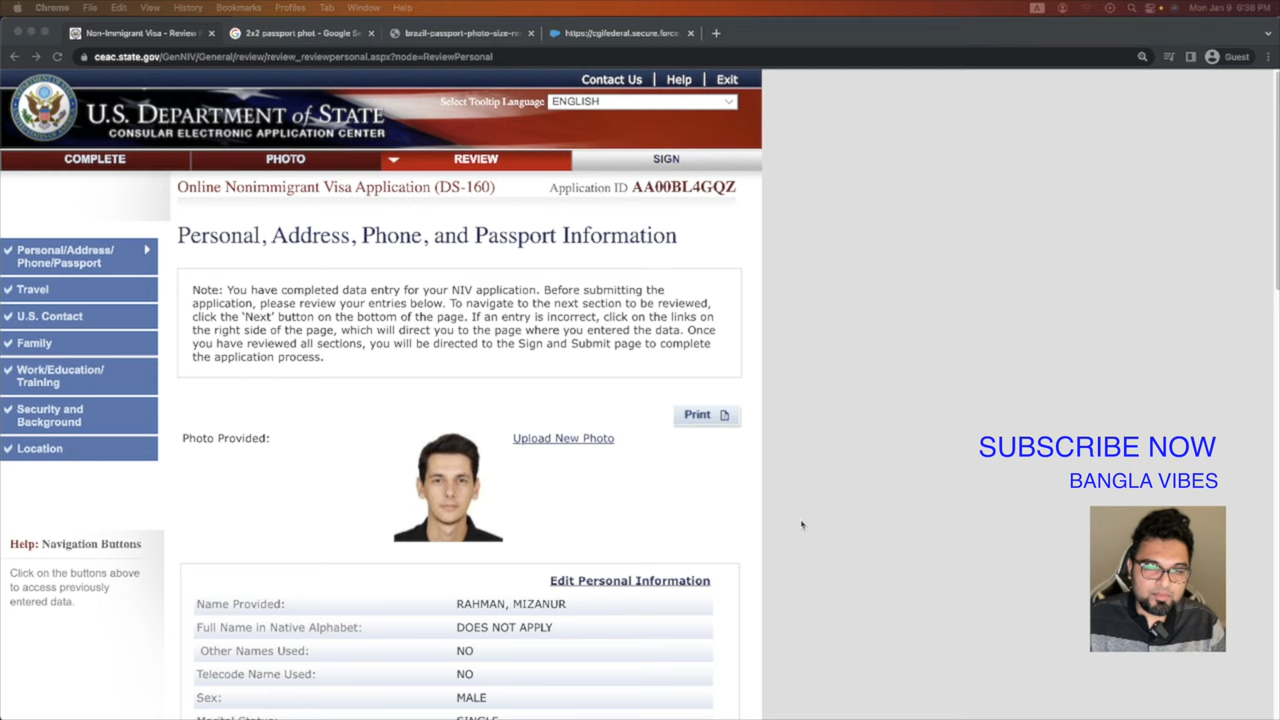 Chrome File Edit View History Bookmarks Profiles Tab Window Help
A Mon Jan 9 6:38 PM
Non-Immigrant Visa - Review
2x2 passport phot - Google Se
brazil-passport-photo-size-re
https://cgifederal.secure.force
ceac.state.gov/GenNIV/General/review/review_reviewpersonal.aspx?node=ReviewPersonal
Guest
Contact Us | Help | Exit
U.S. DEPARTMENT of STATE
CONSULAR ELECTRONIC APPLICATION CENTER
Select Tooltip Language ENGLISH
COMPLETE PHOTO REVIEW SIGN
Online Nonimmigrant Visa Application (DS-160)
Application ID AA00BL4GQZ
Personal, Address, Phone, and Passport Information
Personal/Address/
Phone/Passport
Travel
U.S. Contact
Family
Work/Education/
Training
Security and
Background
Location
Note: You have completed data entry for your NIV application. Before submitting the
application, please review your entries below. To navigate to the next section to be reviewed,
click the 'Next' button on the bottom of the page. If an entry is incorrect, click on the links on
the right side of the page, which will direct you to the page where you entered the data. Once
you have reviewed all sections, you will be directed to the Sign and Submit page to complete
the application process.
Print
Photo Provided:
Upload New Photo
Help: Navigation Buttons
Click on the buttons above
to access previously
entered data.
Edit Personal Information
Name Provided: RAHMAN, MIZANUR
Full Name in Native Alphabet: DOES NOT APPLY
Other Names Used: NO
Telecode Name Used: NO
Sex: MALE
Marital Status: SINGLE
SUBSCRIBE NOW
BANGLA VIBES